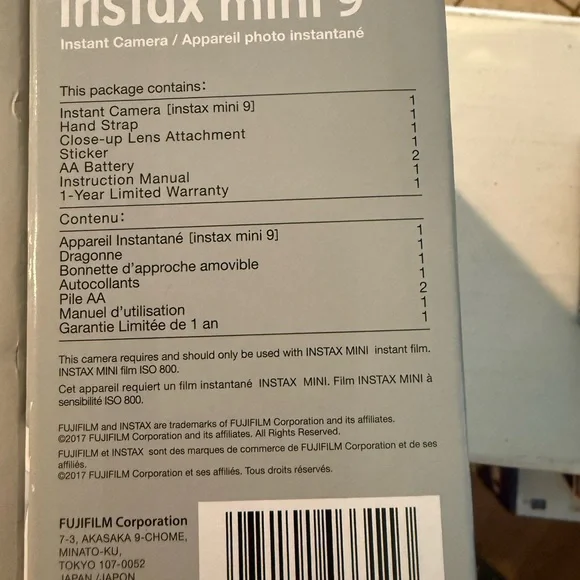 instax mini 9
Instant Camera / Appareil photo instantané
This package contains:
Instant Camera [instax mini 9] 1
Hand Strap 1
Close-up Lens Attachment 1
Sticker 1
AA Battery 2
Instruction Manual 1
1-Year Limited Warranty 1
Contenu:
Appareil Instantané [instax mini 9] 1
Dragonne 1
Bonnette d'approche amovible 1
Autocollants 1
Pile AA 2
Manuel d'utilisation 1
Garantie Limitée de 1 an 1
This camera requires and should only be used with INSTAX MINI instant film.
INSTAX MINI film ISO 800.
Cet appareil requiert un film instantané INSTAX MINI. Film INSTAX MINI à
sensibilité ISO 800.
FUJIFILM and INSTAX are trademarks of FUJIFILM Corporation and its affiliates.
©2017 FUJIFILM Corporation and its affiliates. All Rights Reserved.
FUJIFILM et INSTAX sont des marques de commerce de FUJIFILM Corporation et de ses
affiliés.
©2017 FUJIFILM Corporation et ses affiliés. Tous droits réservés.
FUJIFILM Corporation
7-3, AKASAKA 9-CHOME,
MINATO-KU,
TOKYO 107-0052
JAPAN /JAPON